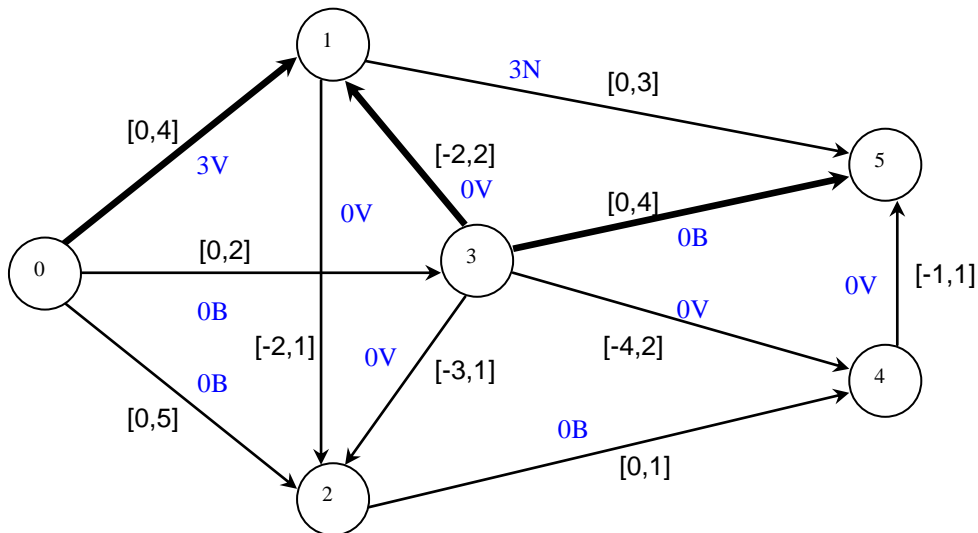 1
3N
[0,3]
[0,4]
3V
[-2,2]
0V
5
0V
[0,4]
0B
[0,2]
3
0
0B
0V
[-1,1]
0V
[-2,1]
0V
[-4,2]
[-3,1]
4
0B
[0,5]
0B
[0,1]
2